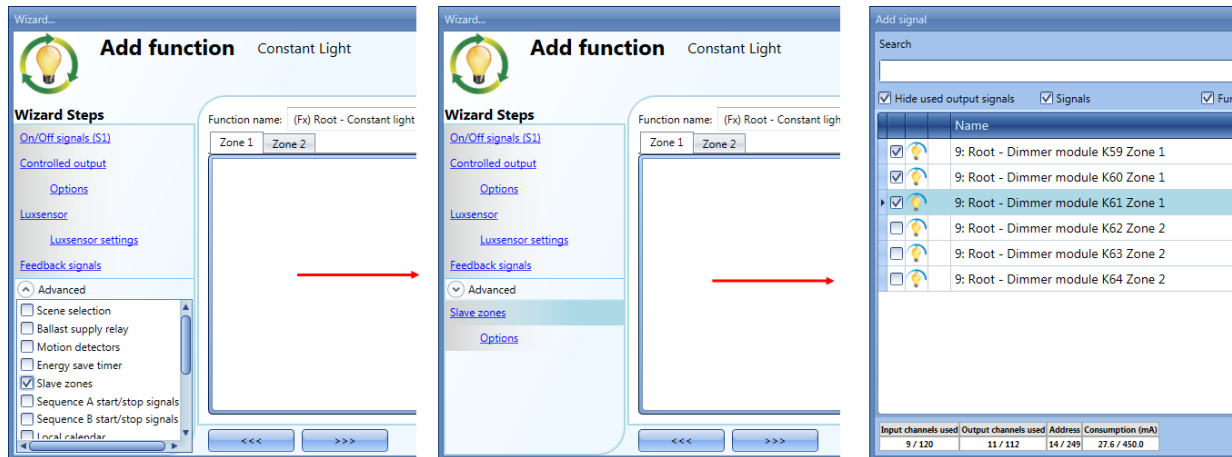 Wizard...
Add function Constant Light
Wizard Steps
On/Off signals (S1)
Controlled output
Options
Luxsensor
Luxsensor settings
Feedback signals
Advanced
Scene selection
Ballast supply relay
Motion detectors
Energy save timer
Slave zones
Sequence A start/stop signals
Sequence B start/stop signals
Local calendar
Function name: (Fx) Root - Constant light
Zone 1 Zone 2
<<< >>>
Wizard...
Add function Constant Light
Wizard Steps
On/Off signals (S1)
Controlled output
Options
Luxsensor
Luxsensor settings
Feedback signals
Advanced
Slave zones
Options
Function name: (Fx) Root - Constant ligh
Zone 1 Zone 2
<<< >>>
Add signal
Search
Hide used output signals Signals Fu
Name
9: Root - Dimmer module K59 Zone 1
9: Root - Dimmer module K60 Zone 1
9: Root - Dimmer module K61 Zone 1
9: Root - Dimmer module K62 Zone 2
9: Root - Dimmer module K63 Zone 2
9: Root - Dimmer module K64 Zone 2
Input channels used Output channels used Address Consumption (mA)
9 / 120 11 / 112 14 / 249 27.6 / 450.0